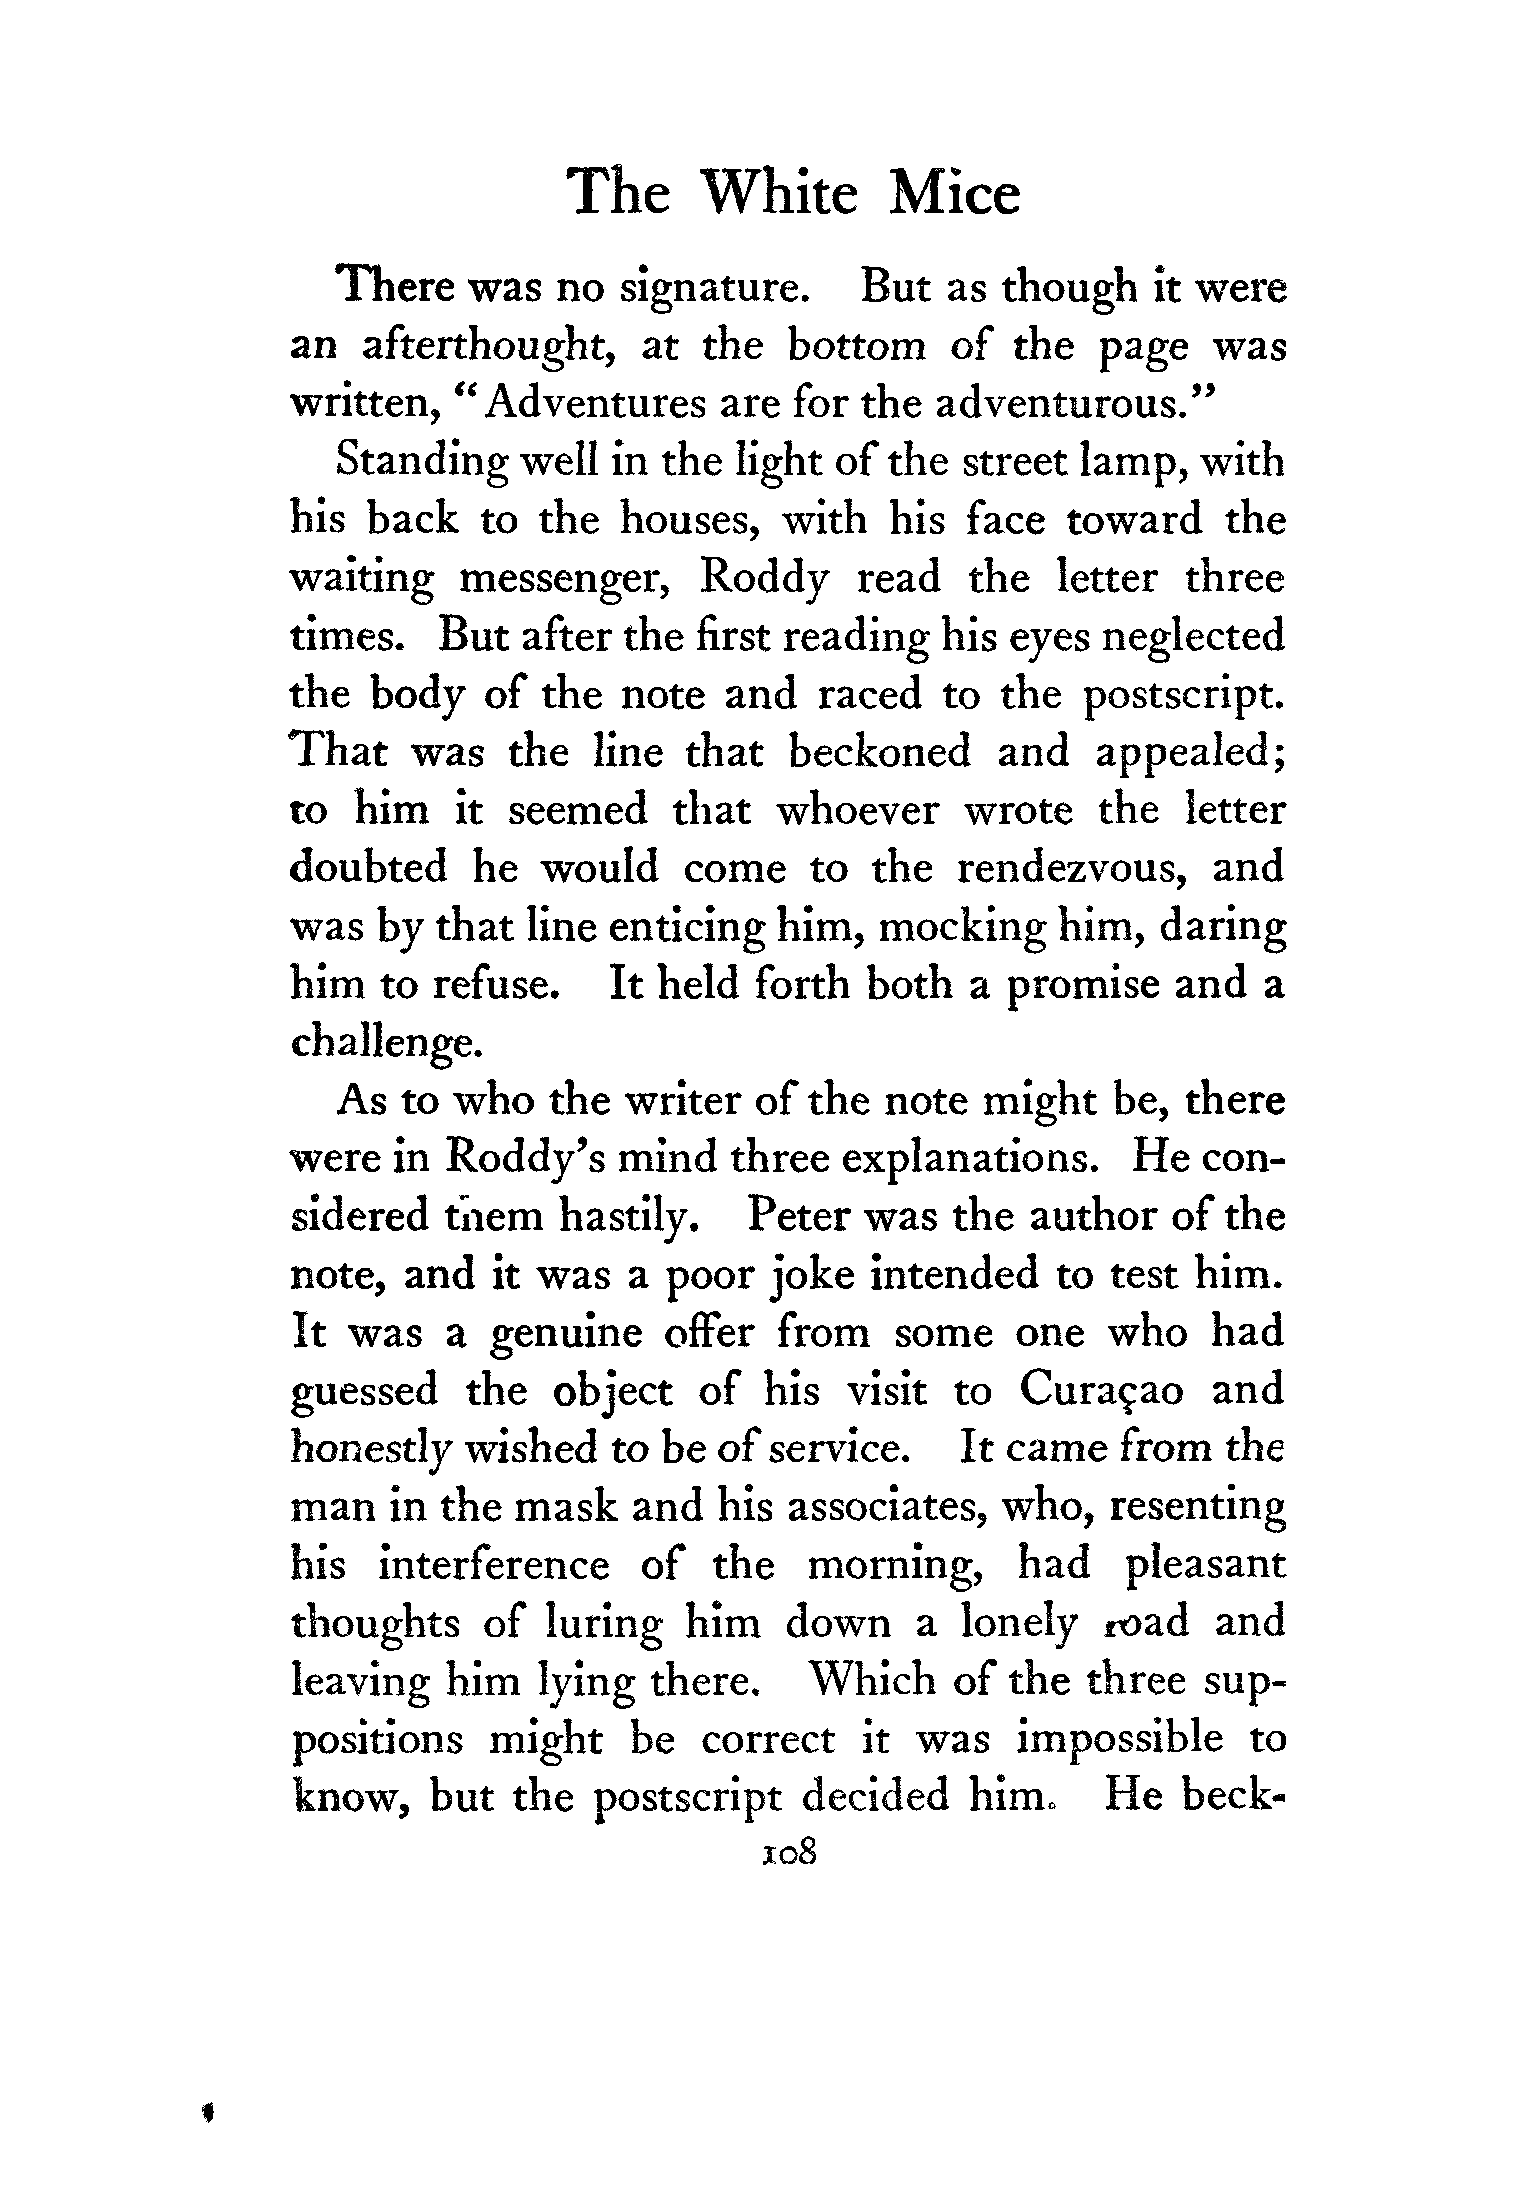 The White Mice
There was no signature. But as though it were
an afterthought, at the bottom of the page was
written, “Adventures are for the adventurous.”
Standing well in the light of the street lamp, with
his back to the houses, with his face toward the
waiting messenger, Roddy read the letter three
times. But after the first reading his eyes neglected
the body of the note and raced to the postscript.
That was the line that beckoned and appealed;
to him it seemed that whoever wrote the letter
doubted he would come to the rendezvous, and
was by that line enticing him, mocking him, daring
him to refuse. It held forth both a promise and a
challenge.
As to who the writer of the note might be, there
were in Roddy’s mind three explanations. He con-
sidered them hastily. Peter was the author of the
note, and it was a poor joke intended to test him.
It was a genuine offer from some one who had
guessed the object of his visit to Curaçao and
honestly wished to be of service. It came from the
man in the mask and his associates, who, resenting
his interference of the morning, had pleasant
thoughts of luring him down a lonely road and
leaving him lying there. Which of the three sup-
positions might be correct it was impossible to
know, but the postscript decided him. He beck-
108